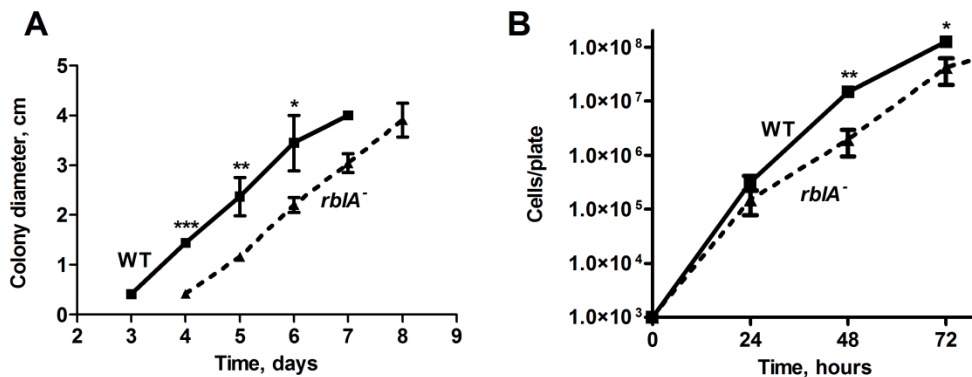 A
Colony diameter, cm
5
4
3
2
1
0
***
**
*
WT
rblA⁻
2 3 4 5 6 7 8 9
Time, days
B
Cells/plate
1.0×10⁸
1.0×10⁷
1.0×10⁶
1.0×10⁵
1.0×10⁴
1.0×10³
**
*
WT
rblA⁻
0 24 48 72
Time, hours